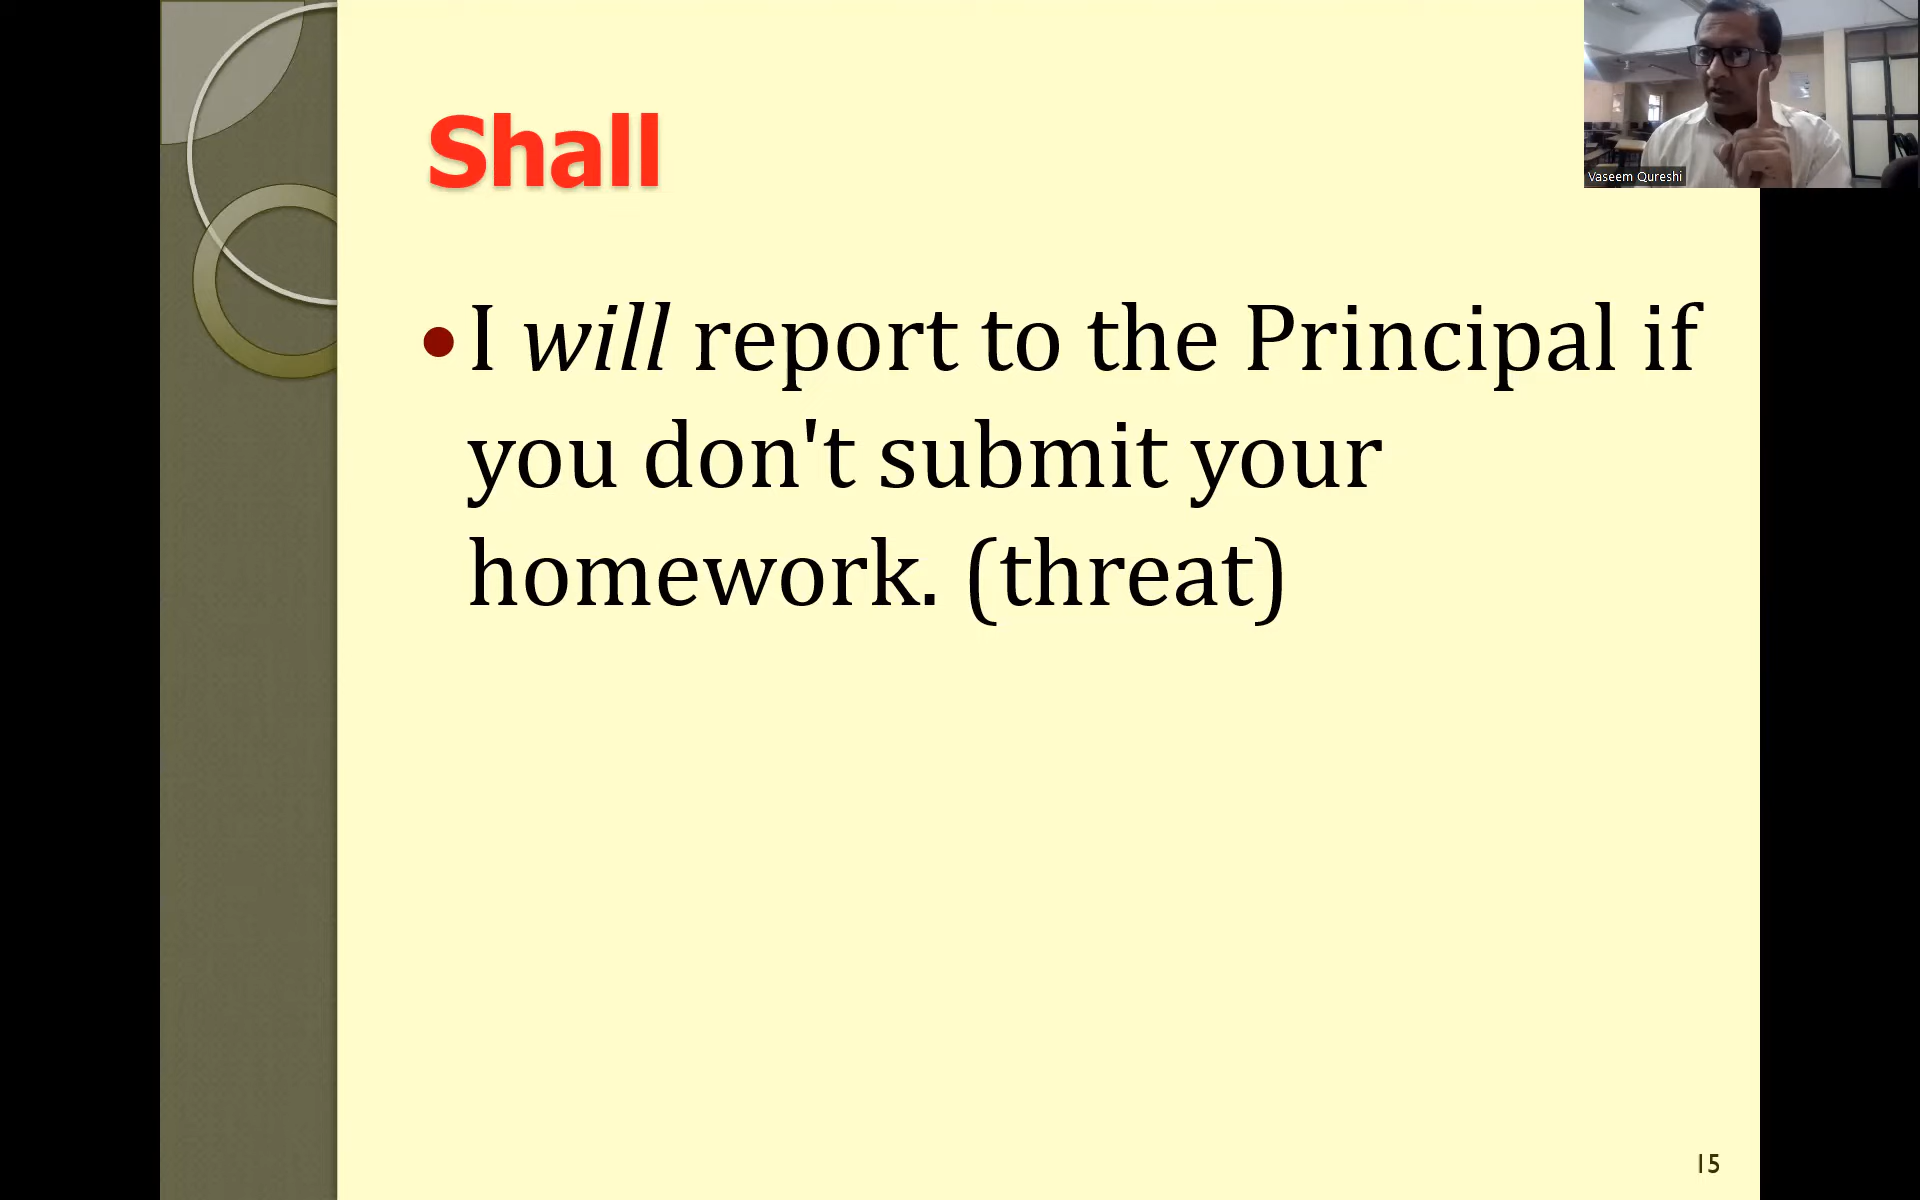 Shall
Vaseem Qureshi
•I will report to the Principal if
you don't submit your
homework. (threat)
15